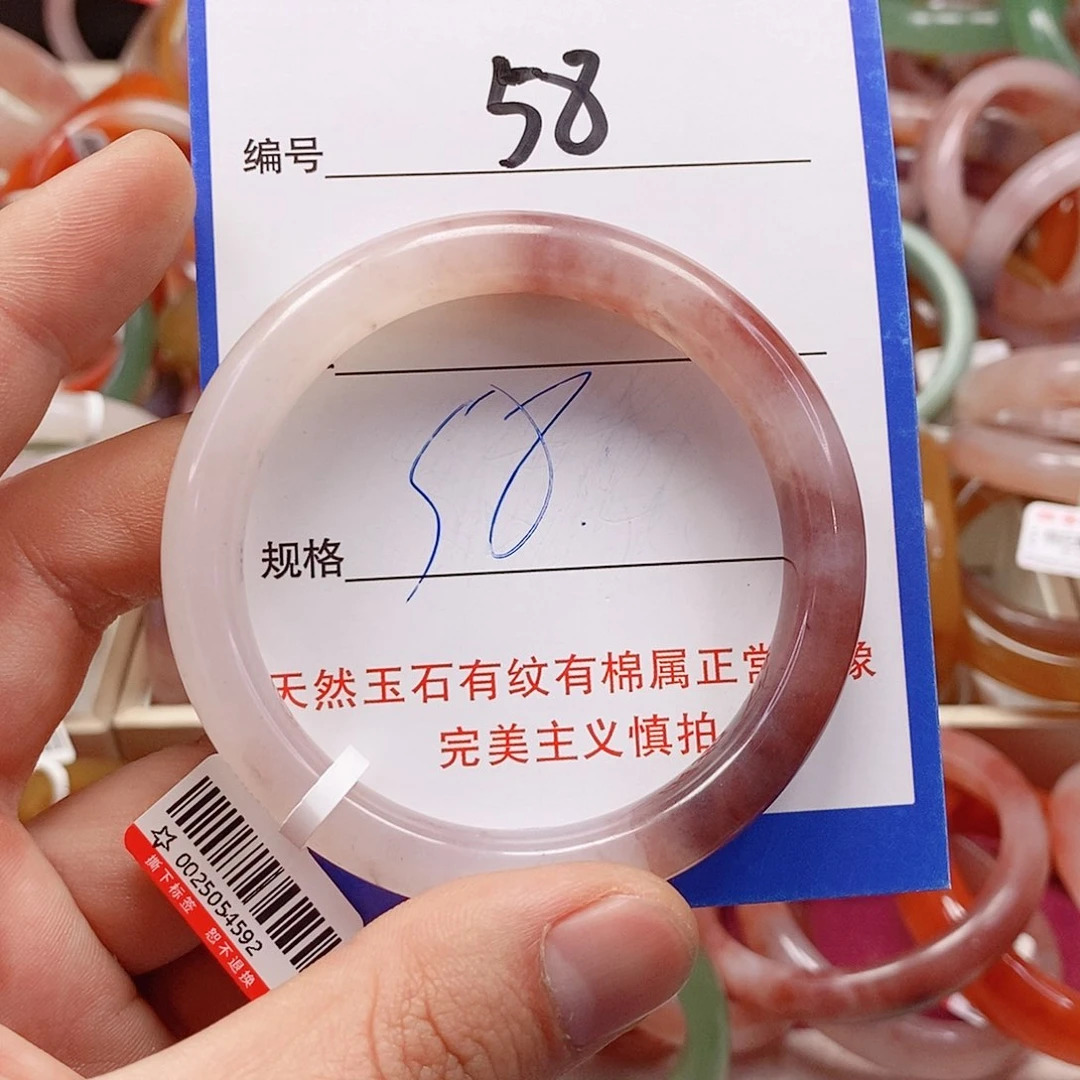 编号 58
规格 58
天然玉石有纹有棉属正常 象
完美主义慎拍
☆ 0025054592
撕下标签 恕不退换